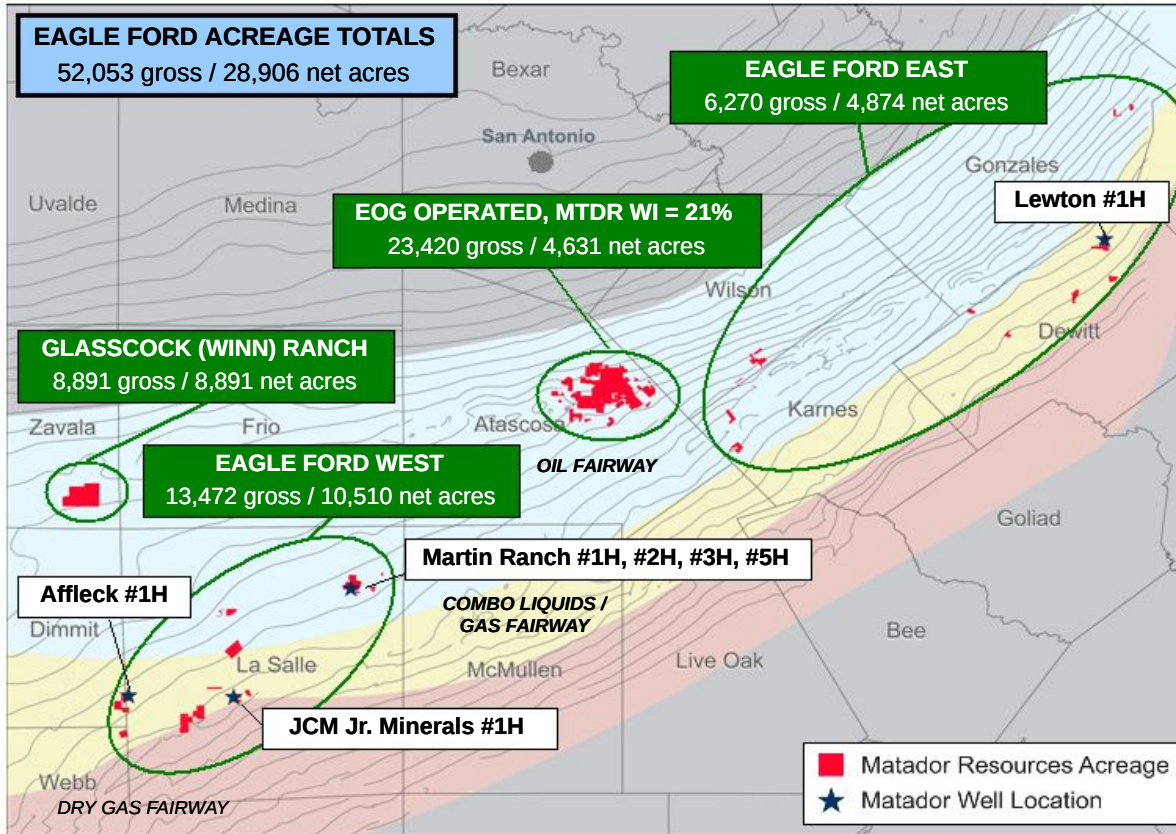 EAGLE FORD ACREAGE TOTALS
52,053 gross / 28,906 net acres
Bexar
EAGLE FORD EAST
6,270 gross / 4,874 net acres
San Antonio
Gonzales
Uvalde
Medina
Lewton #1H
EOG OPERATED, MTDR WI = 21%
23,420 gross / 4,631 net acres
Wilson
Dewitt
GLASSCOCK (WINN) RANCH
8,891 gross / 8,891 net acres
Karnes
Zavala
Frio
Atascosa
OIL FAIRWAY
EAGLE FORD WEST
13,472 gross / 10,510 net acres
Goliad
Martin Ranch #1H, #2H, #3H, #5H
Affleck #1H
COMBO LIQUIDS /
GAS FAIRWAY
Dimmit
Bee
La Salle
McMullen
Live Oak
JCM Jr. Minerals #1H
Webb
DRY GAS FAIRWAY
Matador Resources Acreage
Matador Well Location